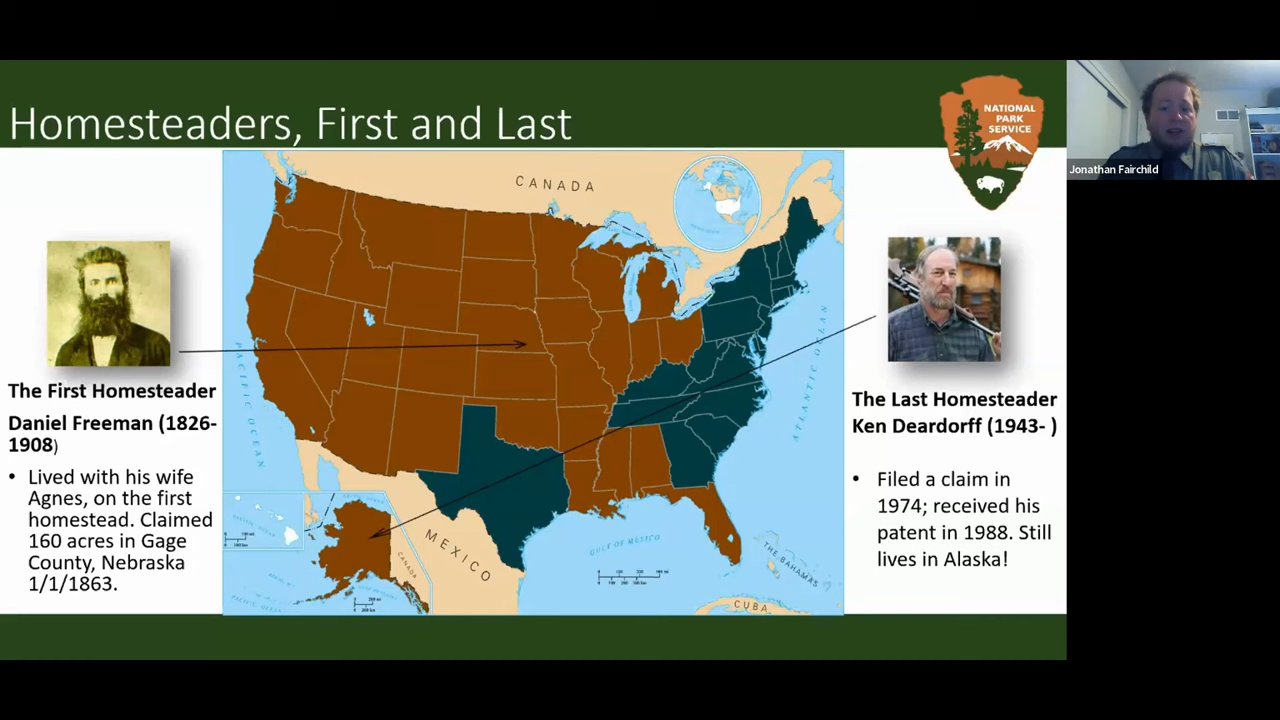 Homesteaders, First and Last
NATIONAL
PARK
SERVICE
Jonathan Fairchild
The First Homesteader
Daniel Freeman (1826-
1908)
• Lived with his wife
Agnes, on the first
homestead. Claimed
160 acres in Gage
County, Nebraska
1/1/1863.
CANADA
PACIFIC OCEAN
ATLANTIC OCEAN
MEXICO
GULF OF MEXICO
THE BAHAMAS
CUBA
CANADA
PACIFIC OCEAN
The Last Homesteader
Ken Deardorff (1943- )
• Filed a claim in
1974; received his
patent in 1988. Still
lives in Alaska!